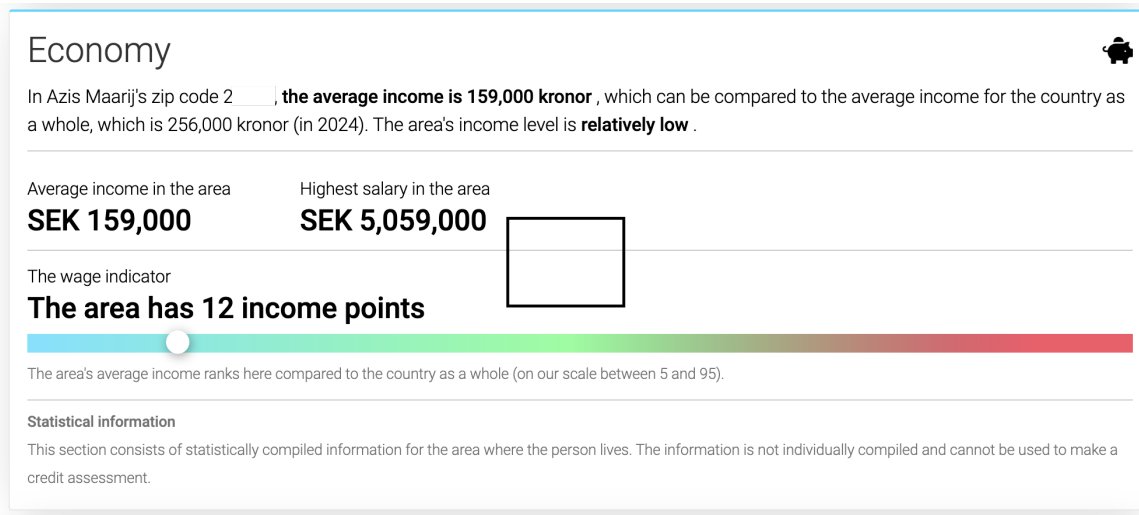 Economy
In Azis Maarij's zip code 2 , the average income is 159,000 kronor , which can be compared to the average income for the country as
a whole, which is 256,000 kronor (in 2024). The area's income level is relatively low .
Average income in the area
Highest salary in the area
SEK 159,000
SEK 5,059,000
The wage indicator
The area has 12 income points
The area's average income ranks here compared to the country as a whole (on our scale between 5 and 95).
Statistical information
This section consists of statistically compiled information for the area where the person lives. The information is not individually compiled and cannot be used to make a
credit assessment.